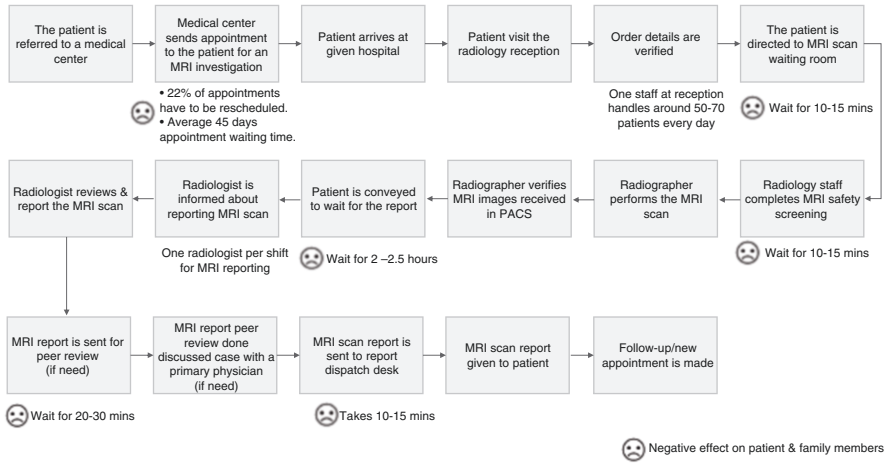 The patient is
referred to a medical
center
Medical center
sends appointment
to the patient for an
MRI investigation
Patient arrives at
given hospital
Patient visit the
radiology reception
Order details are
verified
The patient is
directed to MRI scan
waiting room
• 22% of appointments
have to be rescheduled.
• Average 45 days
appointment waiting time.
One staff at reception
handles around 50-70
patients every day
Wait for 10-15 mins
Radiologist reviews &
report the MRI scan
Radiologist is
informed about
reporting MRI scan
Patient is conveyed
to wait for the report
Radiographer verifies
MRI images received
in PACS
Radiographer
performs the MRI
scan
Radiology staff
completes MRI safety
screening
One radiologist per shift
for MRI reporting
Wait for 2 –2.5 hours
Wait for 10-15 mins
MRI report is sent for
peer review
(if need)
MRI report peer
review done
discussed case with a
primary physician
(if need)
MRI scan report is
sent to report
dispatch desk
MRI scan report
given to patient
Follow-up/new
appointment is made
Wait for 20-30 mins
Takes 10-15 mins
Negative effect on patient & family members